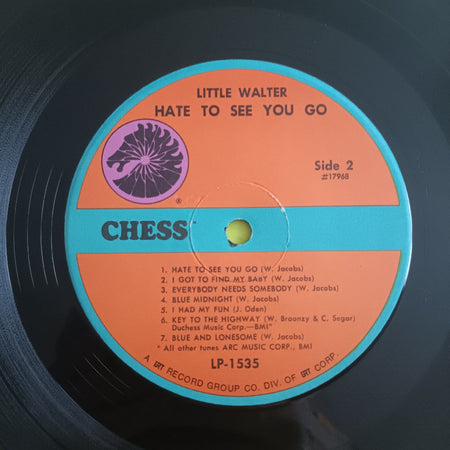 LITTLE WALTER
HATE TO SEE YOU GO
Side 2
#17968
®
CHESS
1. HATE TO SEE YOU GO (W. Jacobs)
2. I GOT TO FIND MY BABY (W. Jacobs)
3. EVERYBODY NEEDS SOMEBODY (W. Jacobs)
4. BLUE MIDNIGHT (W. Jacobs)
5. I HAD MY FUN (J. Oden)
6. KEY TO THE HIGHWAY (W. Broonzy & C. Segar)
Duchess Music Corp.—BMI*
7. BLUE AND LONESOME (W. Jacobs)
* All other tunes ARC MUSIC CORP., BMI
LP-1535
A GRT RECORD GROUP CO. DIV. OF GRT CORP.